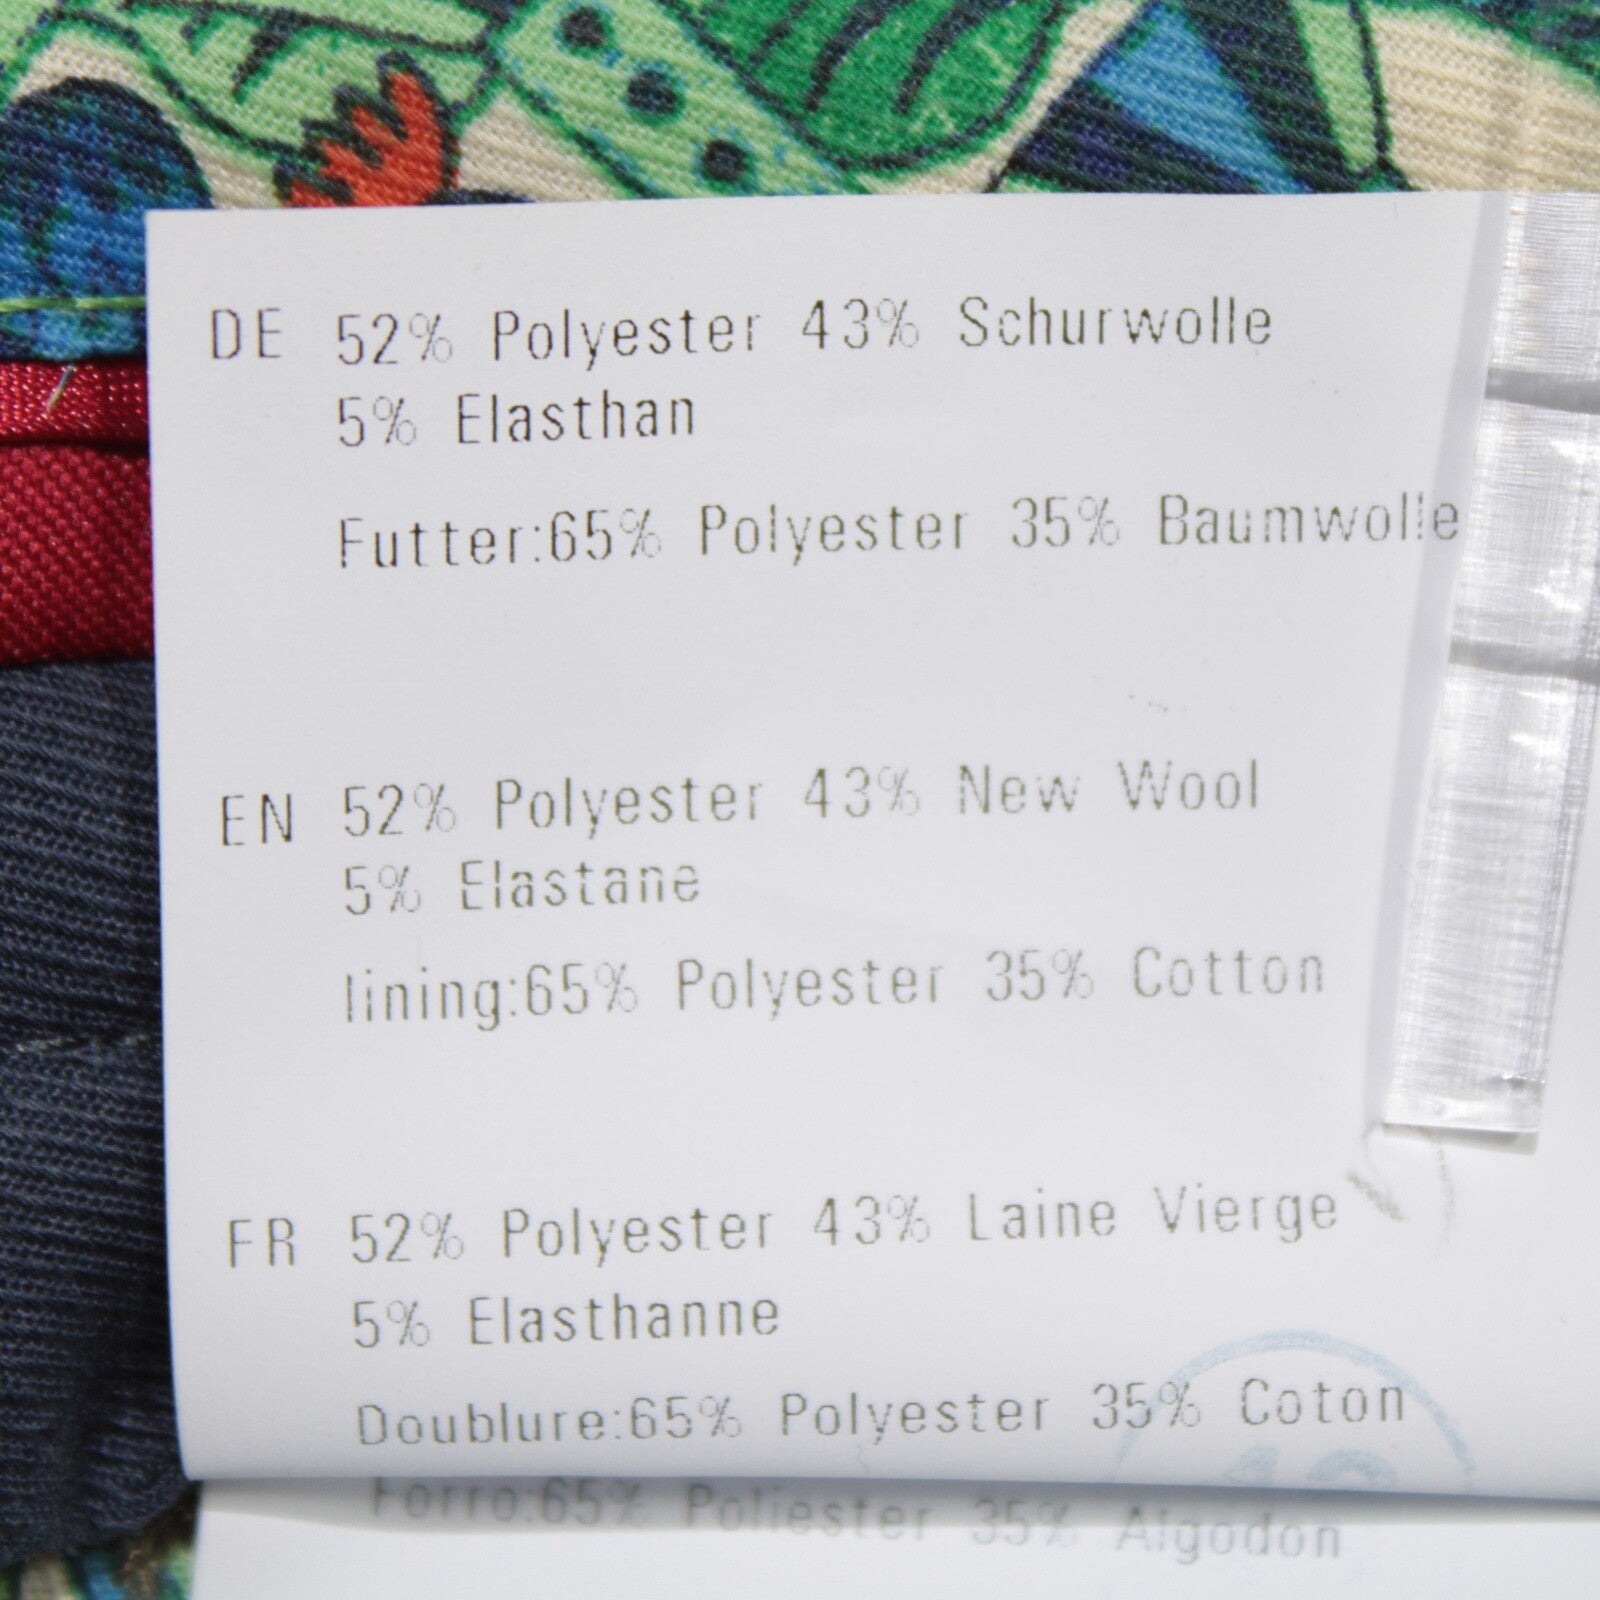 DE 52% Polyester 43% Schurwolle
5% Elasthan
Futter:65% Polyester 35% Baumwolle
EN 52% Polyester 43% New Wool
5% Elastane
lining:65% Polyester 35% Cotton
FR 52% Polyester 43% Laine Vierge
5% Elasthanne
Doublure:65% Polyester 35% Coton
Forro:65% Poliester 35% Algodon